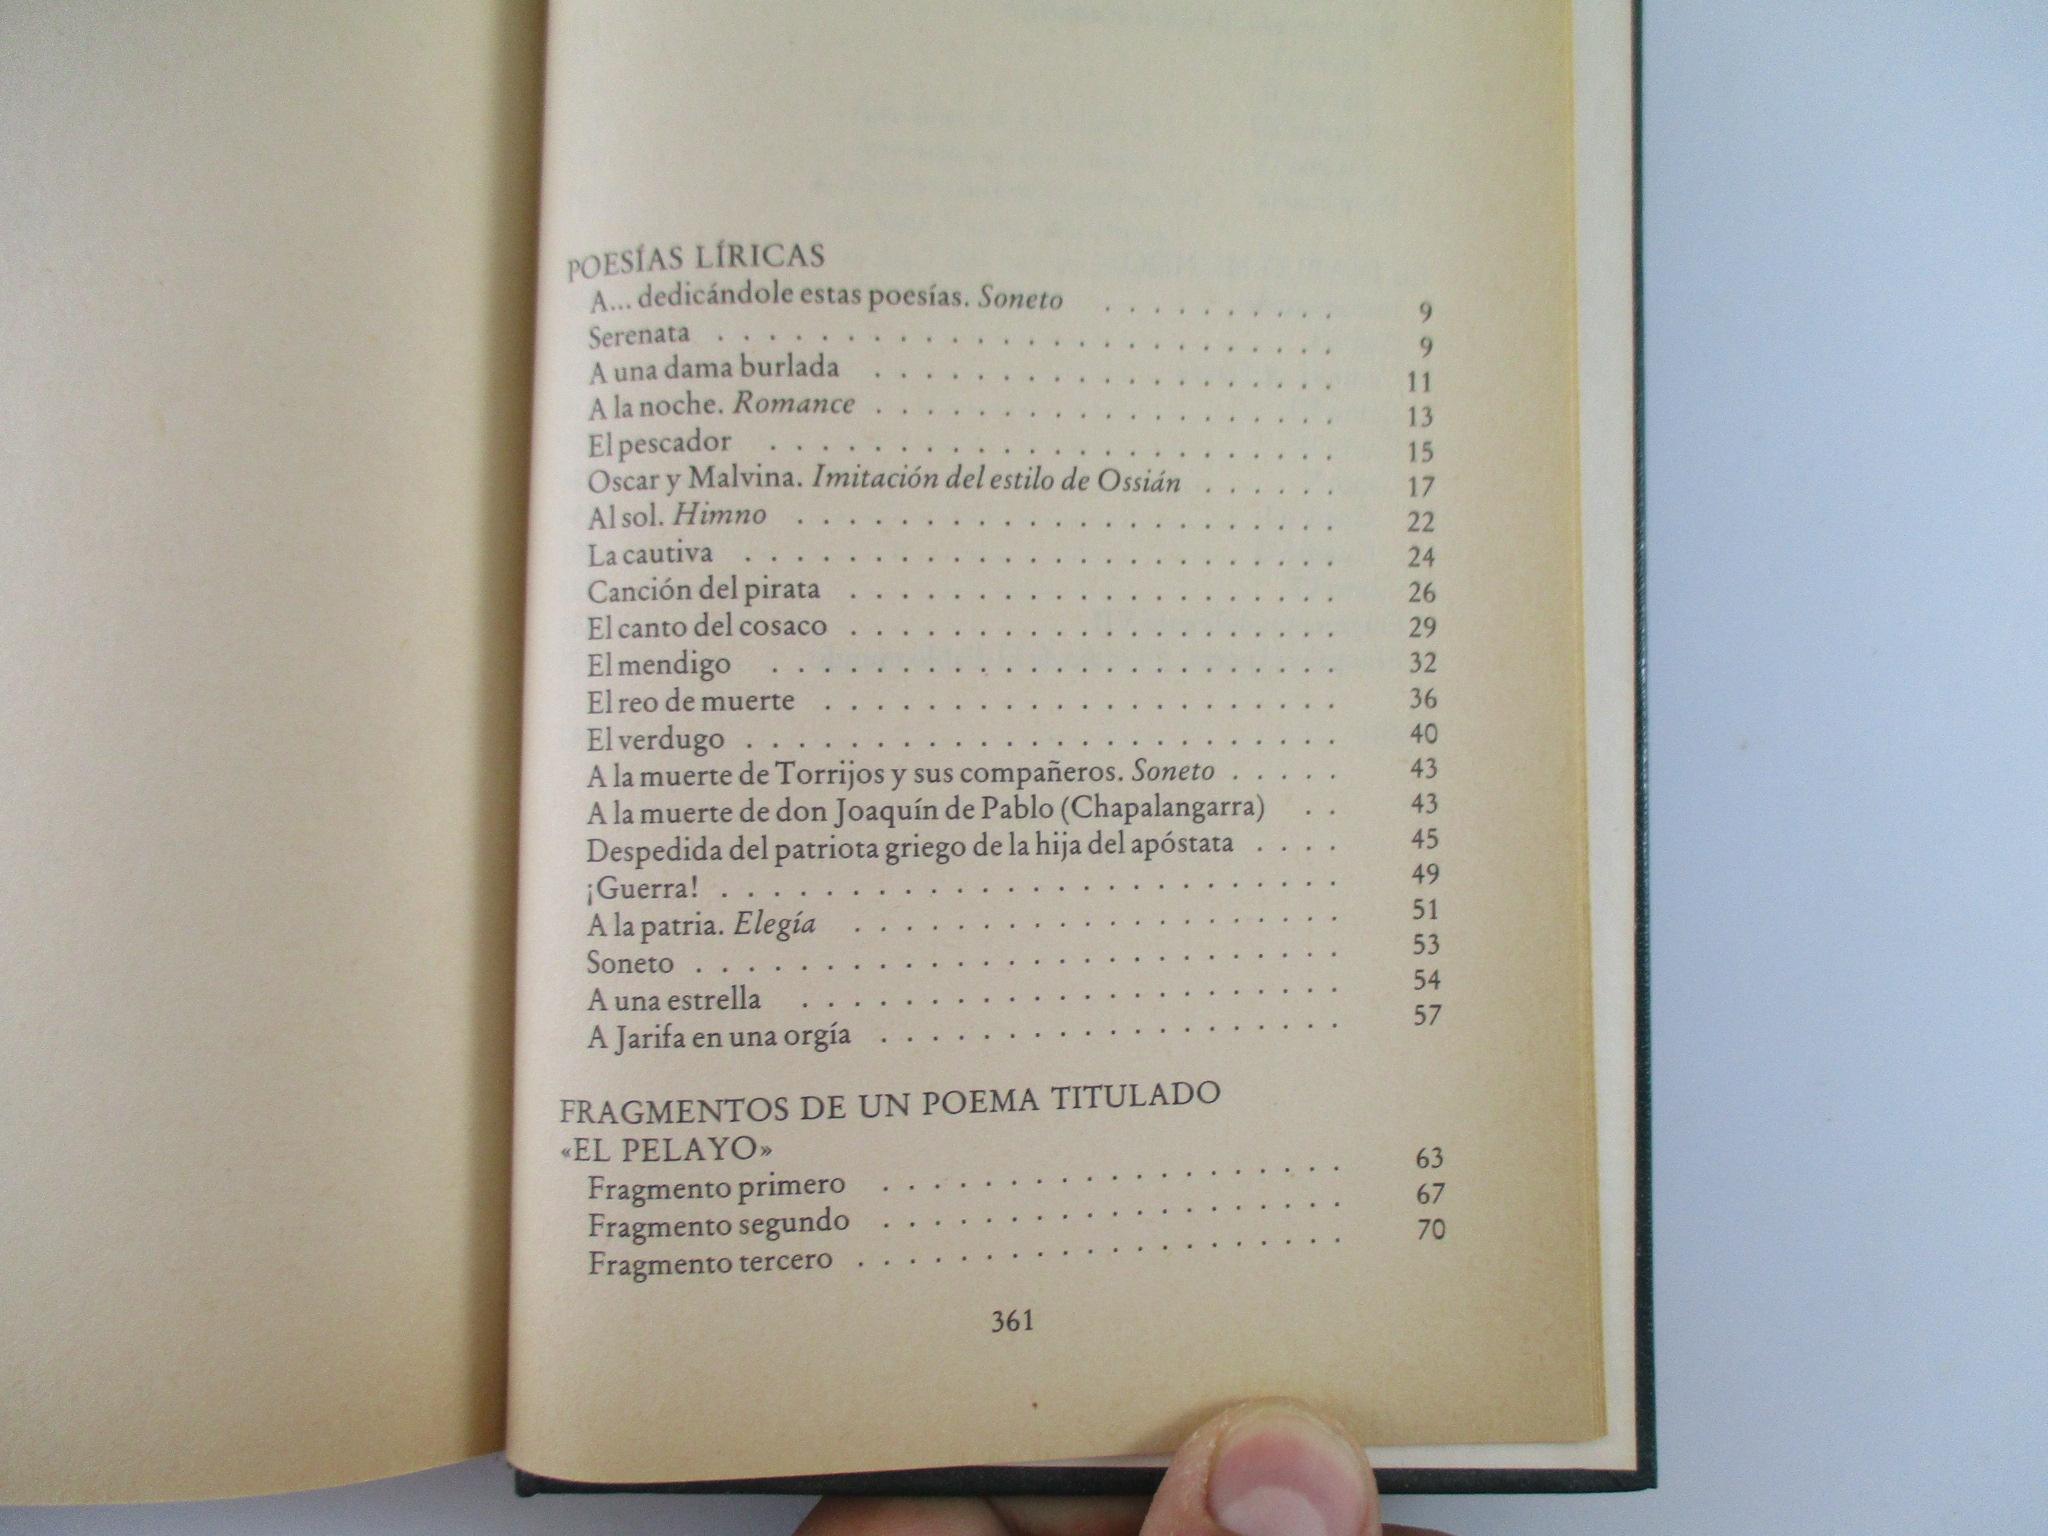 POESÍAS LÍRICAS
A... dedicándole estas poesías. Soneto . . . . . . . . . . 9
Serenata . . . . . . . . . . . . . . . . . . . . . . . . 9
A una dama burlada . . . . . . . . . . . . . . . . . . 11
A la noche. Romance . . . . . . . . . . . . . . . . . . 13
El pescador . . . . . . . . . . . . . . . . . . . . . . 15
Oscar y Malvina. Imitación del estilo de Ossián . . . . . . 17
Al sol. Himno . . . . . . . . . . . . . . . . . . . . . 22
La cautiva . . . . . . . . . . . . . . . . . . . . . . . 24
Canción del pirata . . . . . . . . . . . . . . . . . . . 26
El canto del cosaco . . . . . . . . . . . . . . . . . . . 29
El mendigo . . . . . . . . . . . . . . . . . . . . . . 32
El reo de muerte . . . . . . . . . . . . . . . . . . . . 36
El verdugo . . . . . . . . . . . . . . . . . . . . . . . 40
A la muerte de Torrijos y sus compañeros. Soneto . . . . . 43
A la muerte de don Joaquín de Pablo (Chapalangarra) . . 43
Despedida del patriota griego de la hija del apóstata . . . . 45
¡Guerra! . . . . . . . . . . . . . . . . . . . . . . . . 49
A la patria. Elegía . . . . . . . . . . . . . . . . . . . 51
Soneto . . . . . . . . . . . . . . . . . . . . . . . . . 53
A una estrella . . . . . . . . . . . . . . . . . . . . . 54
A Jarifa en una orgía . . . . . . . . . . . . . . . . . . 57
FRAGMENTOS DE UN POEMA TITULADO
«EL PELAYO»
Fragmento primero . . . . . . . . . . . . . . . . . . 63
Fragmento segundo . . . . . . . . . . . . . . . . . . 67
Fragmento tercero . . . . . . . . . . . . . . . . . . . 70
361